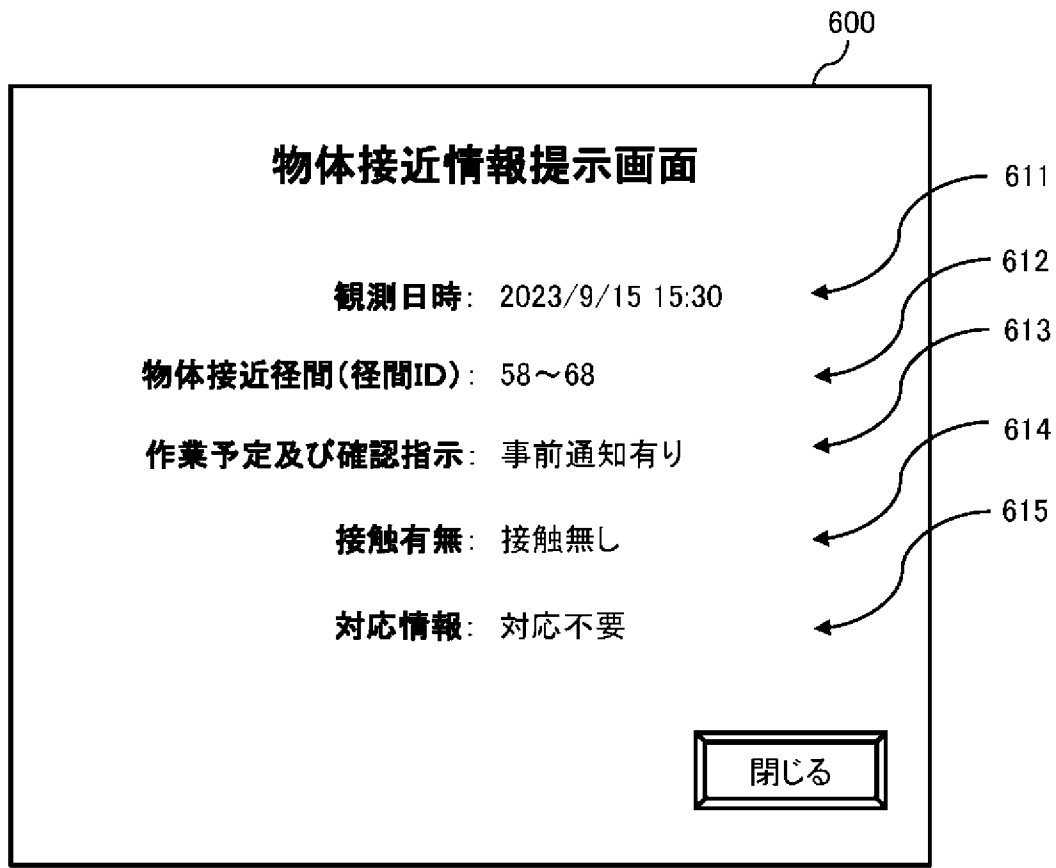 600
物体接近情報提示画面
611
観測日時： 2023/9/15 15:30
612
物体接近径間(径間ID)： 58～68
613
作業予定及び確認指示： 事前通知有り
614
接触有無： 接触無し
615
対応情報： 対応不要
閉じる